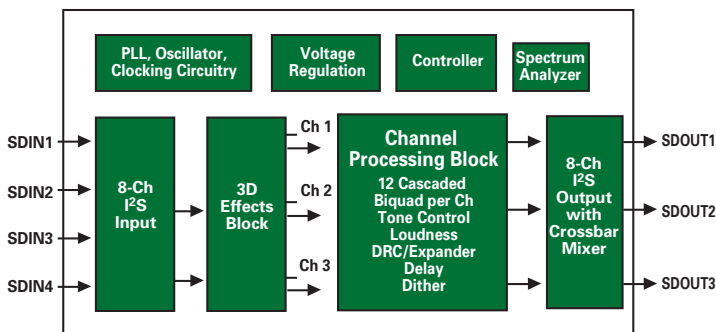 PLL, Oscillator,
Clocking Circuitry
Voltage
Regulation
Controller
Spectrum
Analyzer
SDIN1
SDIN2
SDIN3
SDIN4
8-Ch
I²S
Input
3D
Effects
Block
Ch 1
Ch 2
Ch 3
Channel
Processing Block
12 Cascaded
Biquad per Ch
Tone Control
Loudness
DRC/Expander
Delay
Dither
8-Ch
I²S
Output
with
Crossbar
Mixer
SDOUT1
SDOUT2
SDOUT3